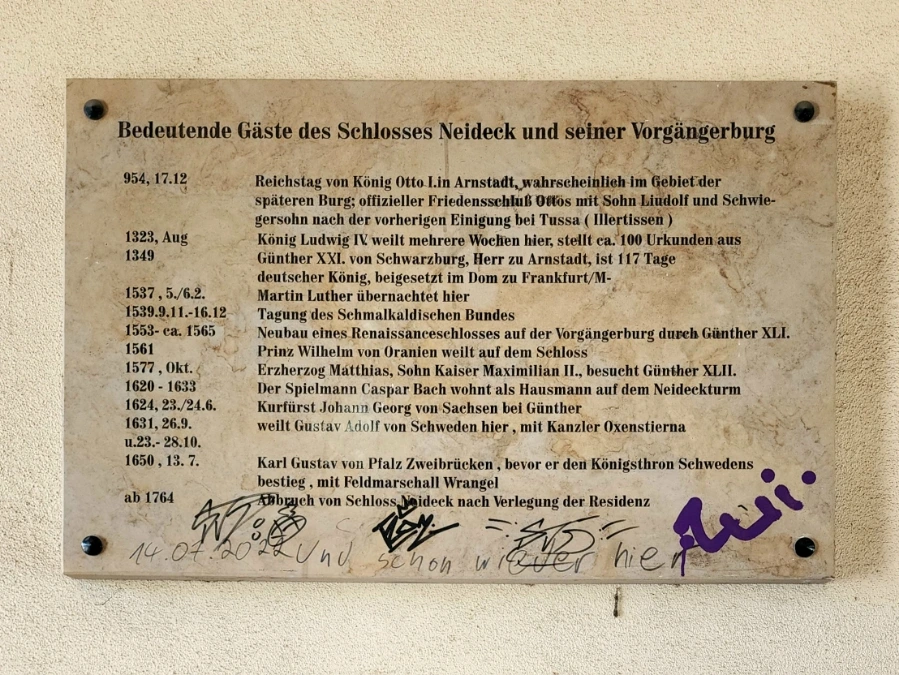 Bedeutende Gäste des Schlosses Neideck und seiner Vorgängerburg
954, 17.12 Reichstag von König Otto I.in Arnstadt, wahrscheinlich im Gebiet der
späteren Burg; offizieller Friedensschluß Ottos mit Sohn Liudolf und Schwie-
gersohn nach der vorherigen Einigung bei Tussa ( Illertissen )
1323, Aug König Ludwig IV. weilt mehrere Wochen hier, stellt ca. 100 Urkunden aus
1349 Günther XXI. von Schwarzburg, Herr zu Arnstadt, ist 117 Tage
deutscher König, beigesetzt im Dom zu Frankfurt/M-
1537 , 5./6.2. Martin Luther übernachtet hier
1539.9.11.-16.12 Tagung des Schmalkaldischen Bundes
1553- ca. 1565 Neubau eines Renaissanceschlosses auf der Vorgängerburg durch Günther XLI.
1561 Prinz Wilhelm von Oranien weilt auf dem Schloss
1577 , Okt. Erzherzog Matthias, Sohn Kaiser Maximilian II., besucht Günther XLII.
1620 - 1633 Der Spielmann Caspar Bach wohnt als Hausmann auf dem Neideckturm
1624, 23./24.6. Kurfürst Johann Georg von Sachsen bei Günther
1631, 26.9. weilt Gustav Adolf von Schweden hier , mit Kanzler Oxenstierna
u.23.- 28.10.
1650 , 13. 7. Karl Gustav von Pfalz Zweibrücken , bevor er den Königsthron Schwedens
bestieg , mit Feldmarschall Wrangel
ab 1764 Abbruch von Schloss Neideck nach Verlegung der Residenz
14.07.2022 Und schon wieder hier